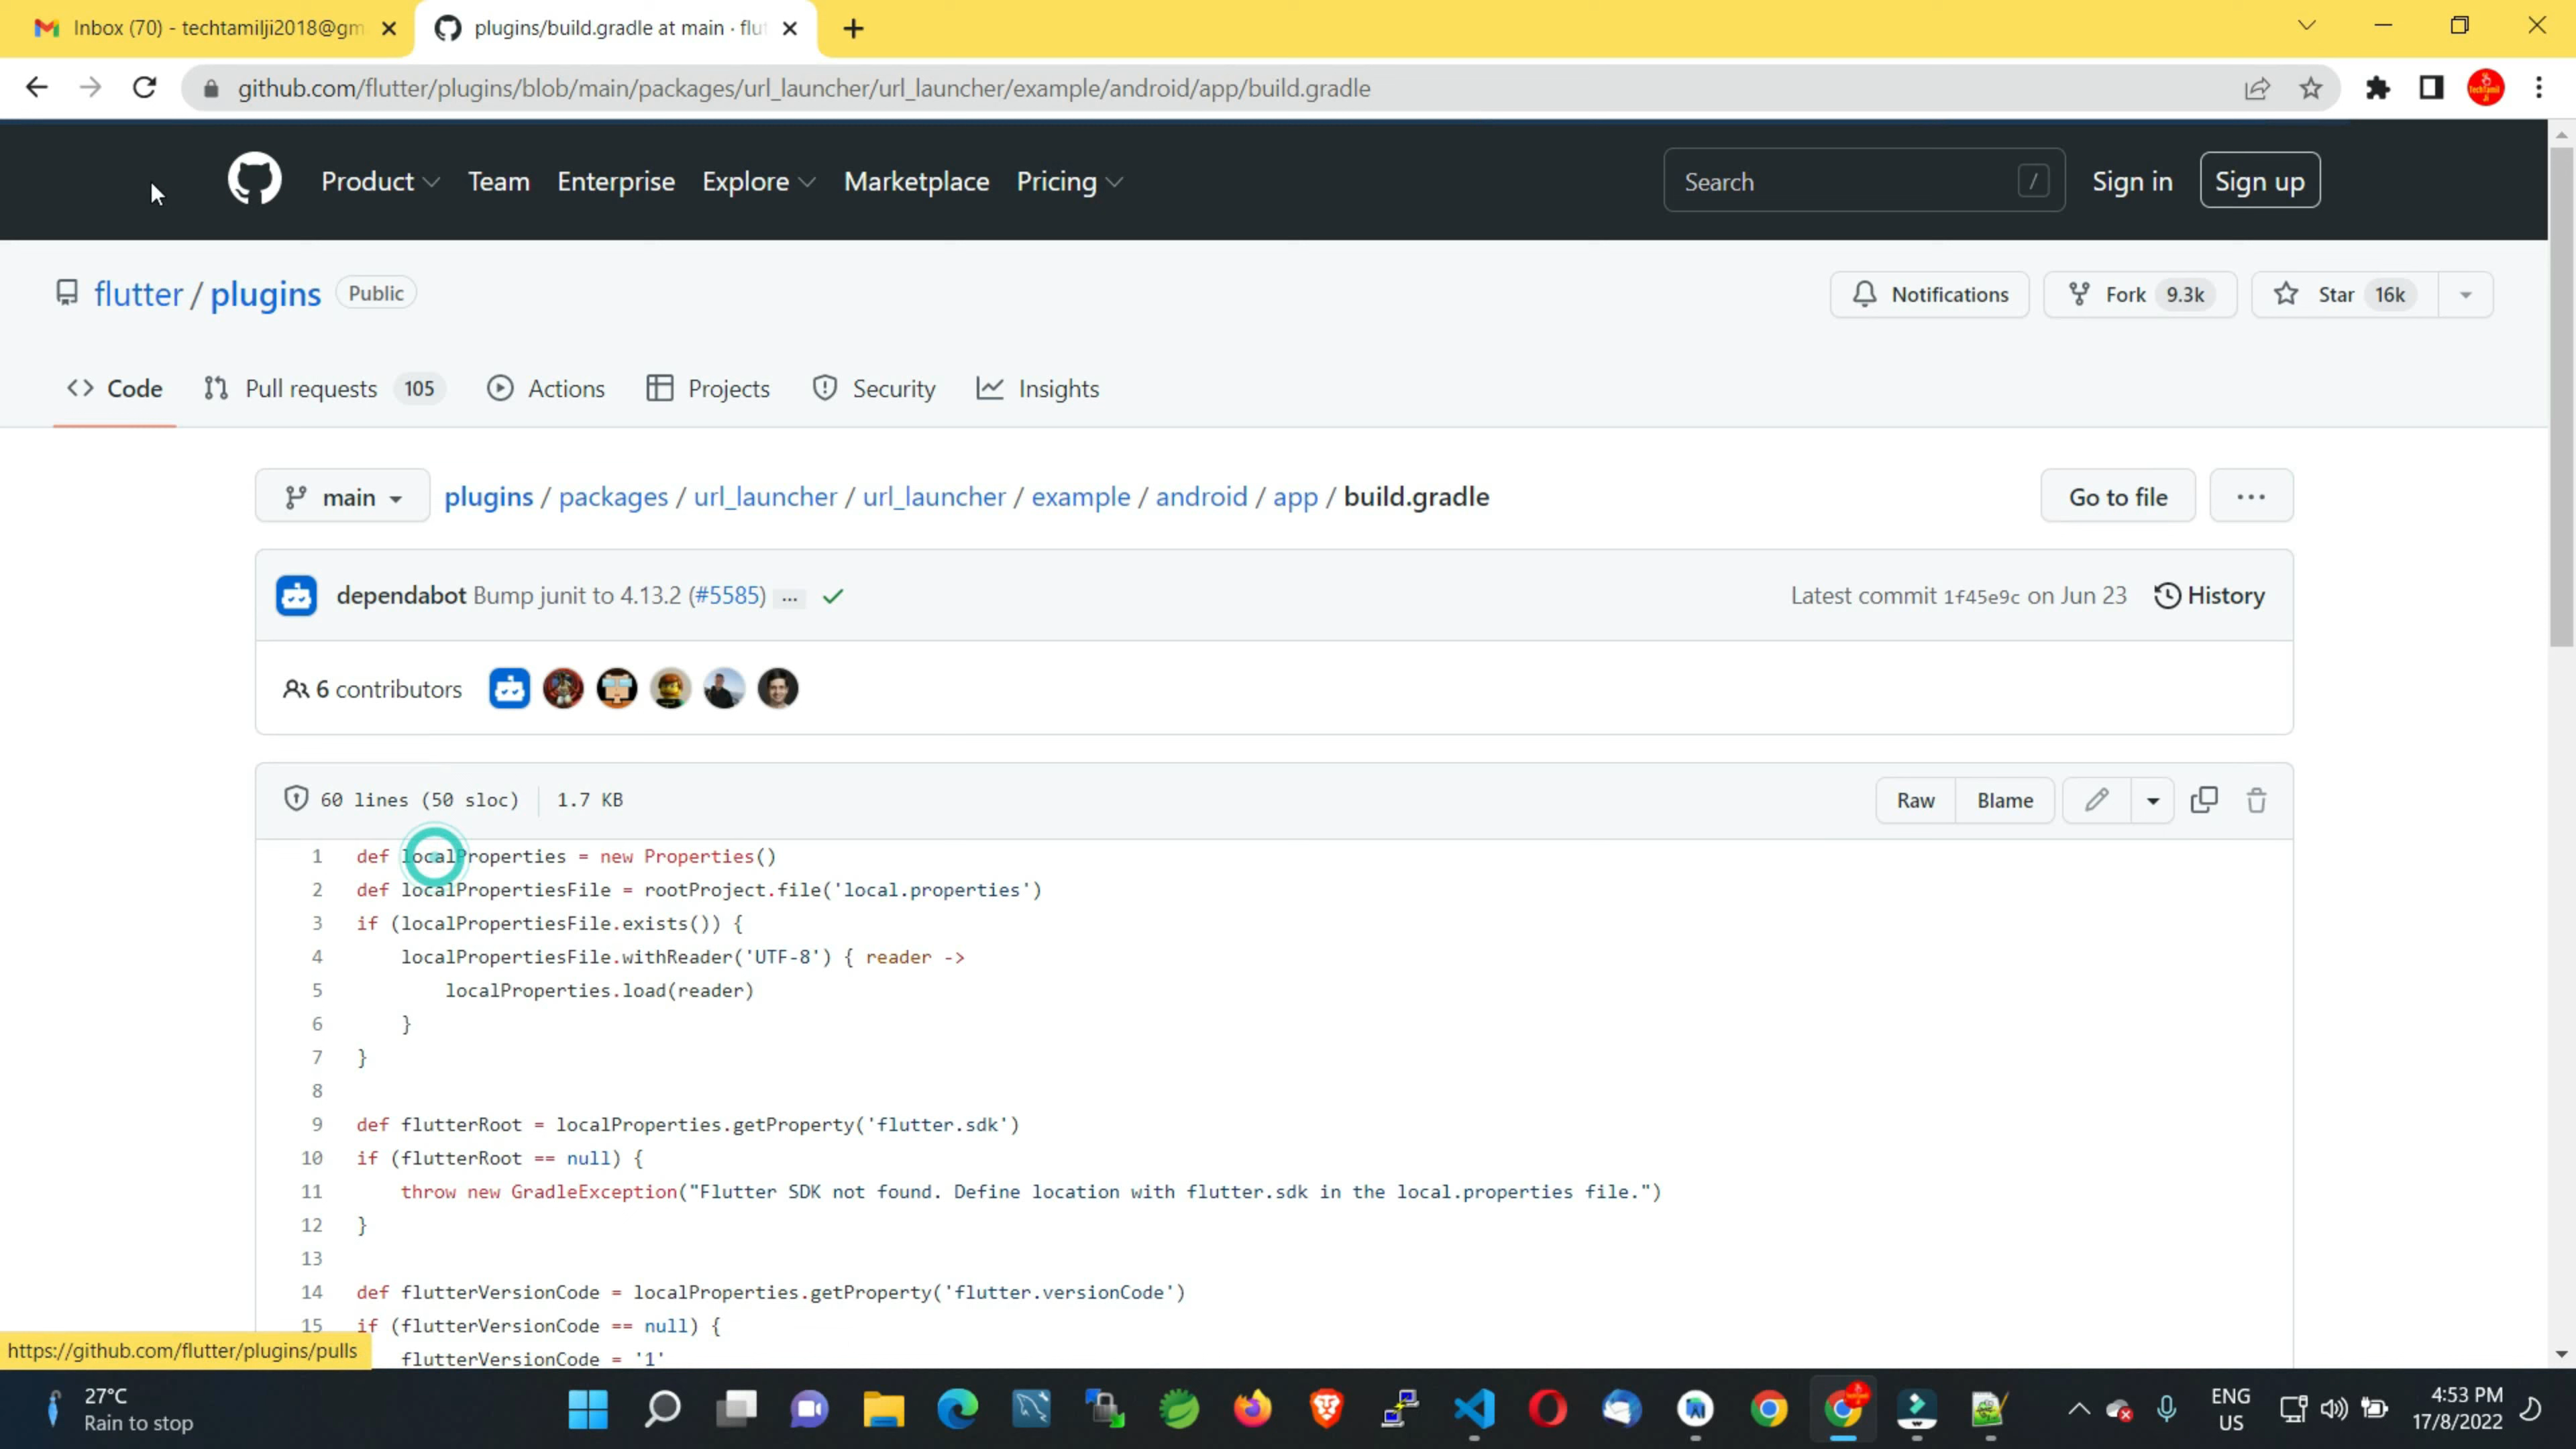 Inbox (70) - techtamilji2018@gm
plugins/build.gradle at main · flut
github.com/flutter/plugins/blob/main/packages/url_launcher/url_launcher/example/android/app/build.gradle
Product Team Enterprise Explore Marketplace Pricing Search / Sign in Sign up
flutter / plugins Public Notifications Fork 9.3k Star 16k
Code Pull requests 105 Actions Projects Security Insights
main plugins / packages / url_launcher / url_launcher / example / android / app / build.gradle Go to file ...
dependabot Bump junit to 4.13.2 (#5585) ... Latest commit 1f45e9c on Jun 23 History
6 contributors
60 lines (50 sloc) 1.7 KB Raw Blame
1 def localProperties = new Properties()
2 def localPropertiesFile = rootProject.file('local.properties')
3 if (localPropertiesFile.exists()) {
4 localPropertiesFile.withReader('UTF-8') { reader ->
5 localProperties.load(reader)
6 }
7 }
8
9 def flutterRoot = localProperties.getProperty('flutter.sdk')
10 if (flutterRoot == null) {
11 throw new GradleException("Flutter SDK not found. Define location with flutter.sdk in the local.properties file.")
12 }
13
14 def flutterVersionCode = localProperties.getProperty('flutter.versionCode')
15 if (flutterVersionCode == null) {
flutterVersionCode = '1'
https://github.com/flutter/plugins/pulls
27°C
Rain to stop
ENG
US
4:53 PM
17/8/2022